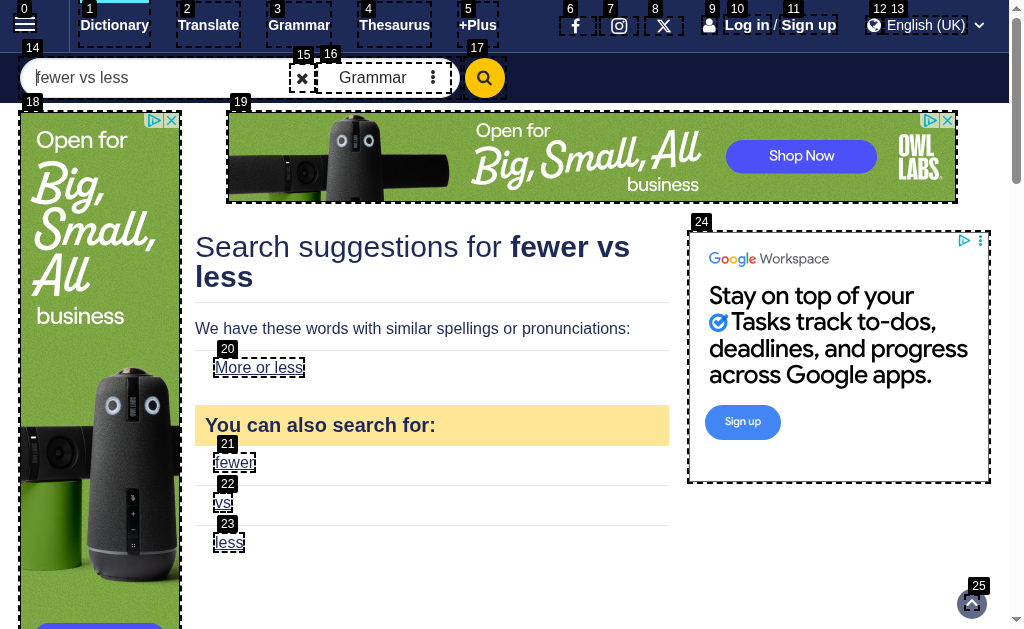 0 1 2 3 4 5 6 7 8 9 10 11 12 13
Dictionary Translate Grammar Thesaurus +Plus Log in / Sign up English (UK)
14 15 16 17
fewer vs less Grammar
18 19
Open for
Big,
Small,
All
business
Open for
Big, Small, All
business
Shop Now
OWL
LABS
Search suggestions for fewer vs
less
We have these words with similar spellings or pronunciations:
20
More or less
You can also search for:
21
fewer
22
vs
23
less
24
Google Workspace
Stay on top of your
Tasks track to-dos,
deadlines, and progress
across Google apps.
Sign up
25